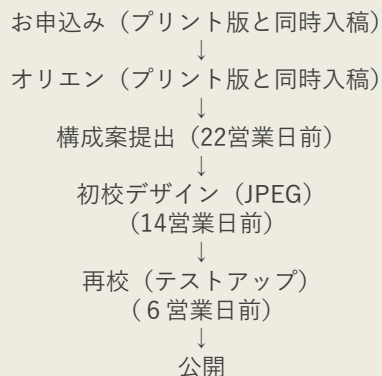 お申込み（プリント版と同時入稿）
↓
オリエン（プリント版と同時入稿）
↓
構成案提出（22営業日前）
↓
初校デザイン（JPEG）
（14営業日前）
↓
再校（テストアップ）
（６営業日前）
↓
公開